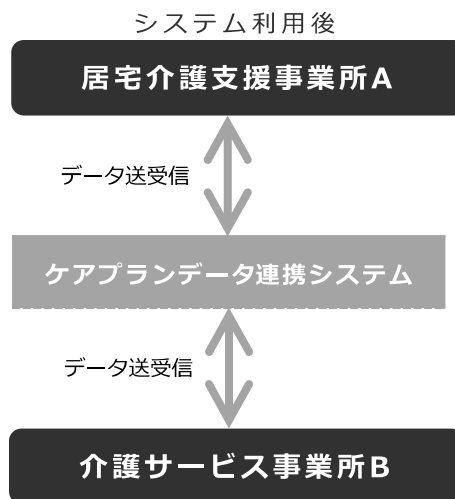 システム利用後
居宅介護支援事業所A
データ送受信
ケアプランデータ連携システム
データ送受信
介護サービス事業所B